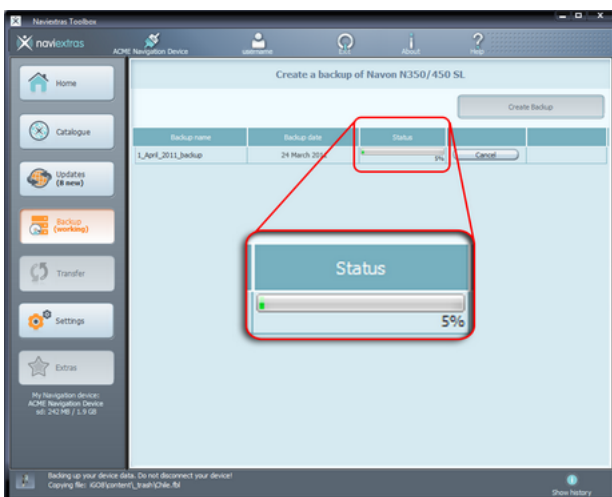 Naviextras Toolbox
naviextras
ACME Navigation Device
username
Exit
About
Help
Home
Catalogue
Updates
(8 new)
Backup
(working)
Transfer
Settings
Extras
My Navigation device:
ACME Navigation Device
sd: 242 MB / 1.9 GB
Create a backup of Navon N350/450 SL
Create Backup
Backup name Backup date Status
1_April_2011_backup 24 March 2011 5% Cancel
Status
5%
Backing up your device data. Do not disconnect your device!
Copying file: iGO8\content\_trash\Chile.fbl
Show history